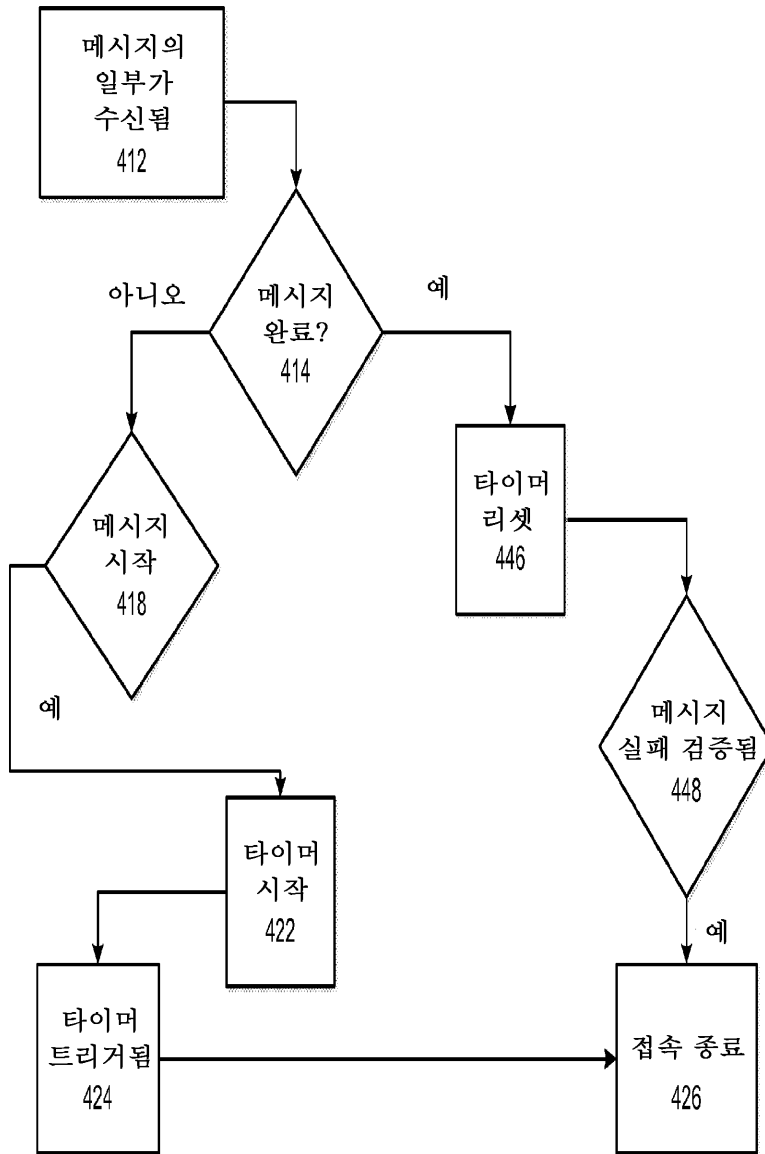 메시지의
일부가
수신됨
412
아니오
메시지
완료?
414
예
메시지
시작
418
타이머
리셋
446
예
메시지
실패 검증됨
448
타이머
시작
422
예
타이머
트리거됨
424
접속 종료
426